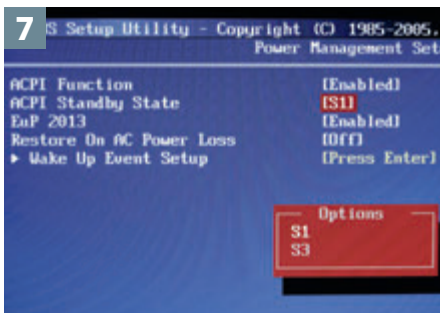 7
S Setup Utility - Copyright (C) 1985-2005,
Power Management Set
ACPI Function [Enabled]
ACPI Standby State [S1]
EuP 2013 [Enabled]
Restore On AC Power Loss [Off]
▶ Wake Up Event Setup [Press Enter]
Options
S1
S3